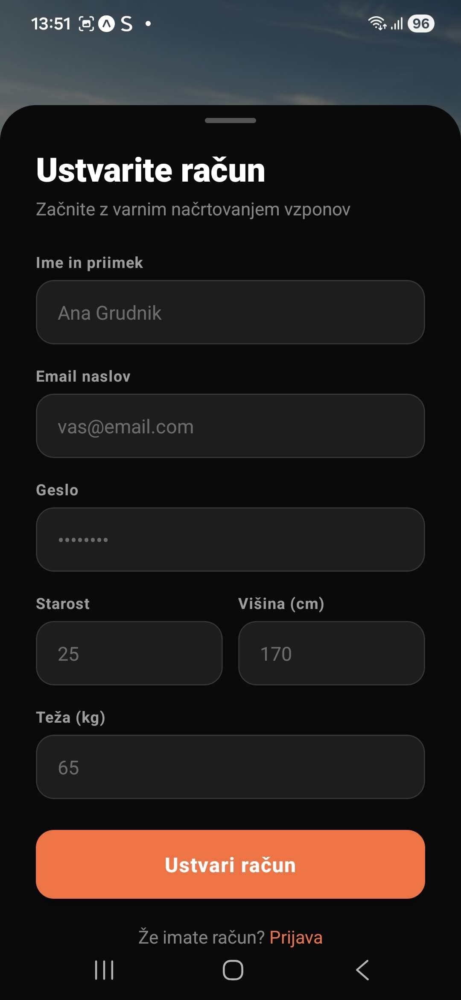 13:51 S • 96
Ustvarite račun
Začnite z varnim načrtovanjem vzponov
Ime in priimek
Ana Grudnik
Email naslov
vas@email.com
Geslo
••••••••
Starost Višina (cm)
25 170
Teža (kg)
65
Ustvari račun
Že imate račun? Prijava